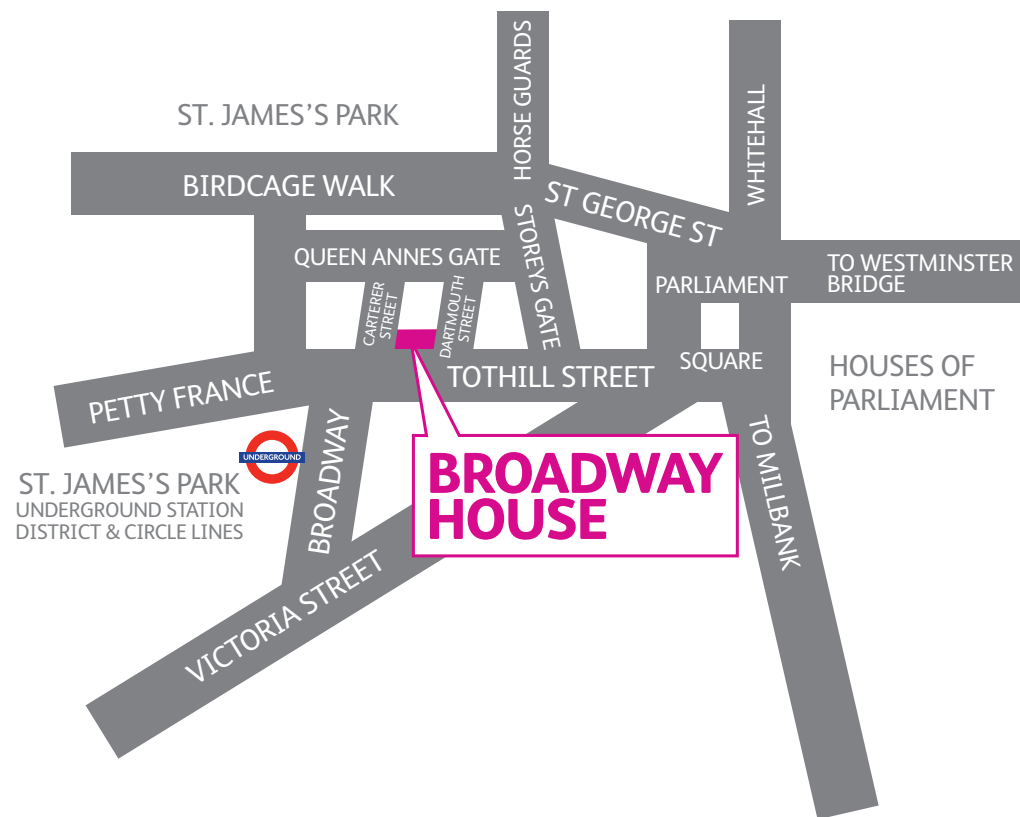 HORSE GUARDS
WHITEHALL
ST. JAMES'S PARK
BIRDCAGE WALK
ST GEORGE ST
STOREYS GATE
QUEEN ANNES GATE
TO WESTMINSTER
BRIDGE
PARLIAMENT
CARTERER
STREET
DARTMOUTH
STREET
SQUARE
HOUSES OF
PARLIAMENT
TOTHILL STREET
PETTY FRANCE
BROADWAY
TO MILLBANK
UNDERGROUND
BROADWAY
HOUSE
ST. JAMES'S PARK
UNDERGROUND STATION
DISTRICT & CIRCLE LINES
VICTORIA STREET